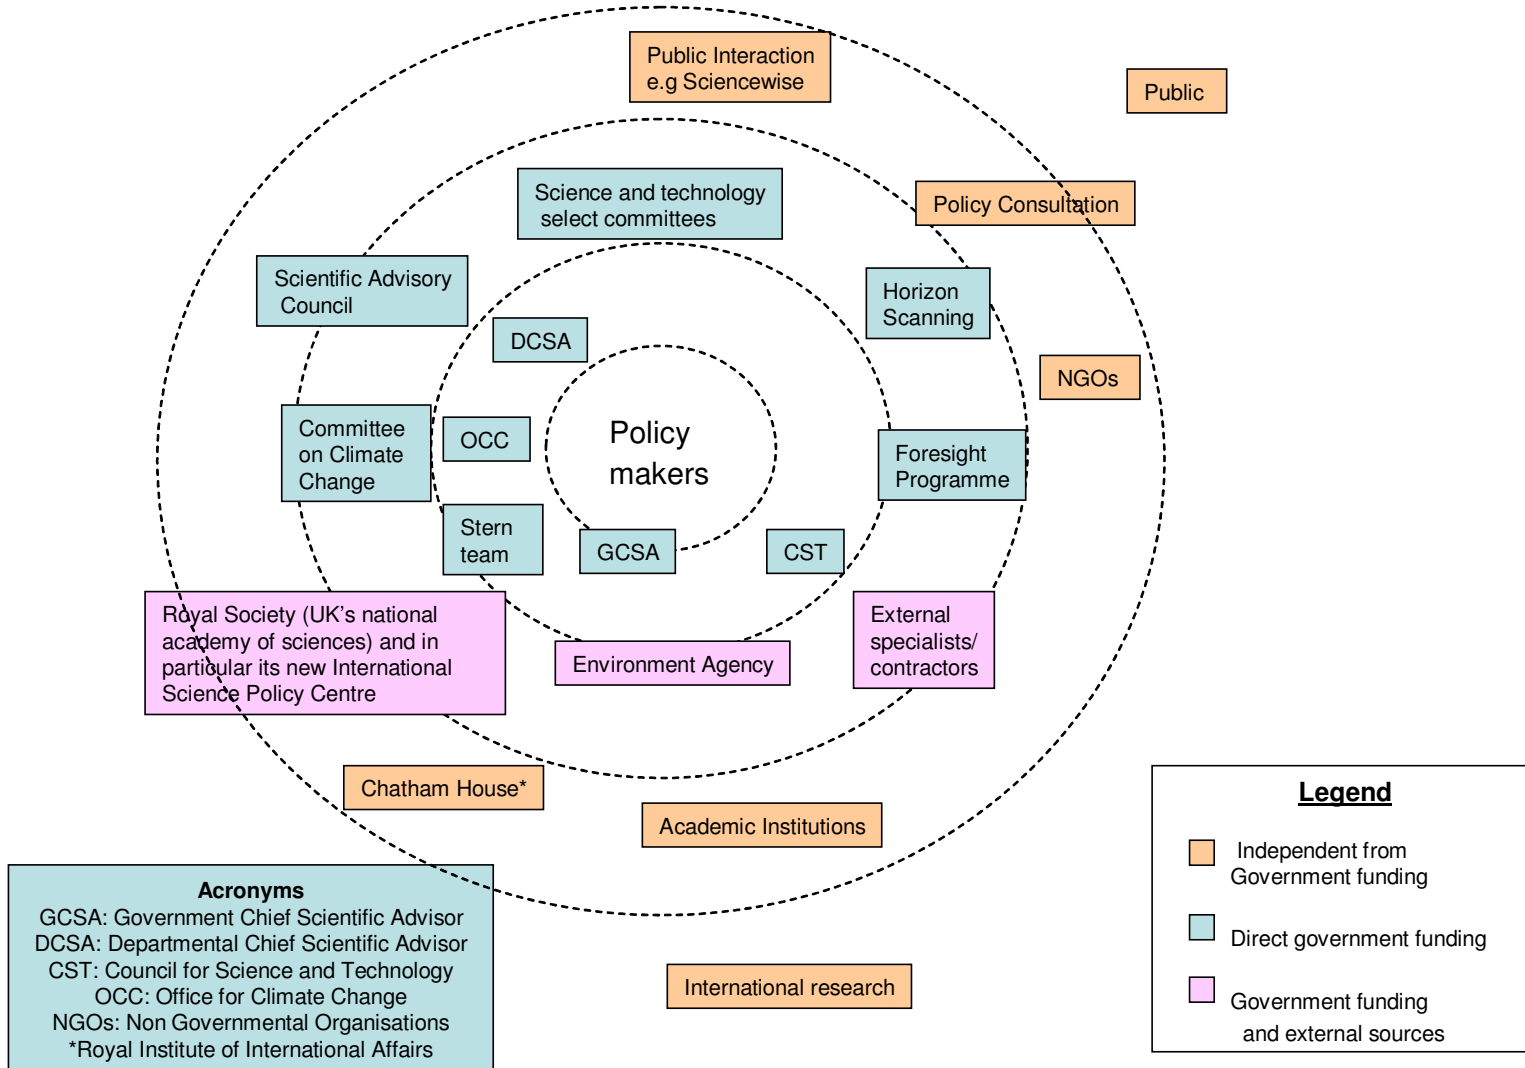 Public Interaction
e.g Sciencewise
Public
Science and technology
select committees
Policy Consultation
Scientific Advisory
Council
Horizon
Scanning
DCSA
NGOs
Committee
on Climate
Change
OCC
Policy
makers
Foresight
Programme
Stern
team
GCSA
CST
Royal Society (UK’s national
academy of sciences) and in
particular its new International
Science Policy Centre
Environment Agency
External
specialists/
contractors
Chatham House*
Academic Institutions
International research
Acronyms
GCSA: Government Chief Scientific Advisor
DCSA: Departmental Chief Scientific Advisor
CST: Council for Science and Technology
OCC: Office for Climate Change
NGOs: Non Governmental Organisations
*Royal Institute of International Affairs
Legend
Independent from
Government funding
Direct government funding
Government funding
and external sources